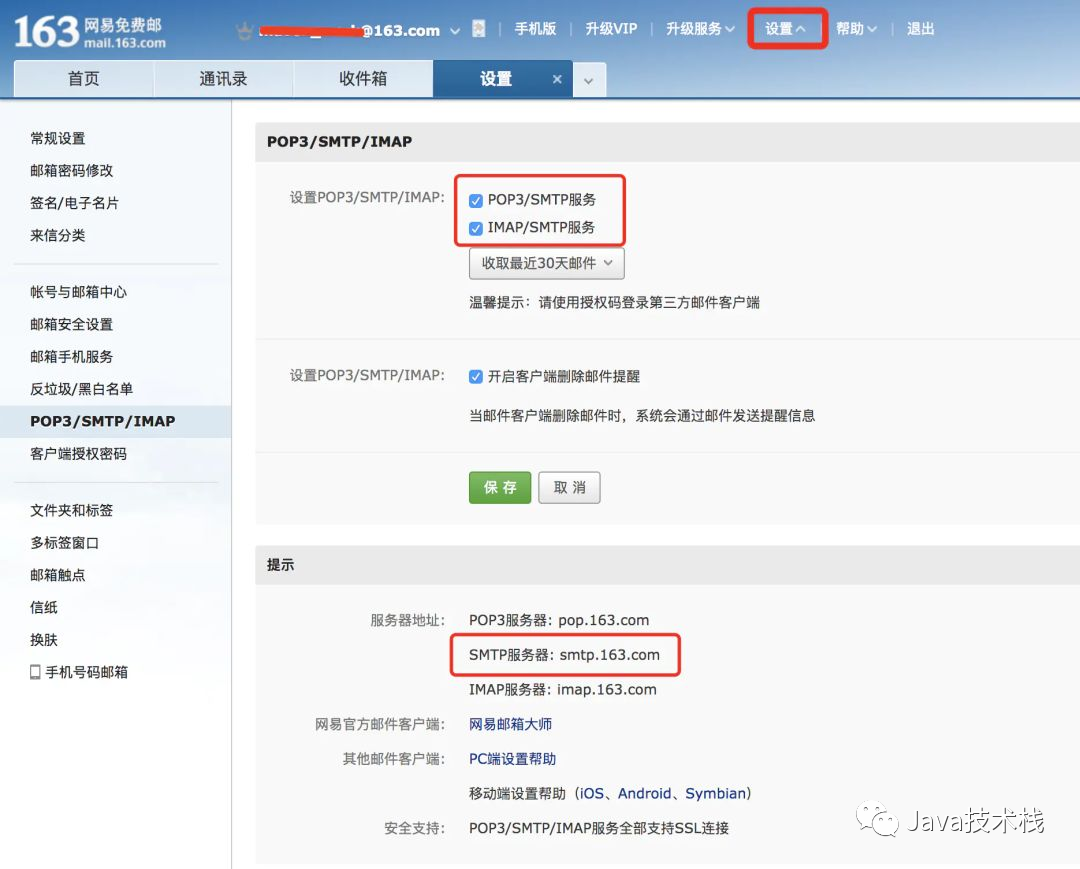 163 网易免费邮 mail.163.com
@163.com 手机版 升级VIP 升级服务 设置 帮助 退出
首页 通讯录 收件箱 设置 ×
常规设置
邮箱密码修改
签名/电子名片
来信分类
帐号与邮箱中心
邮箱安全设置
邮箱手机服务
反垃圾/黑白名单
POP3/SMTP/IMAP
客户端授权密码
文件夹和标签
多标签窗口
邮箱触点
信纸
换肤
手机号码邮箱
POP3/SMTP/IMAP
设置POP3/SMTP/IMAP: POP3/SMTP服务
IMAP/SMTP服务
收取最近30天邮件
温馨提示：请使用授权码登录第三方邮件客户端
设置POP3/SMTP/IMAP: 开启客户端删除邮件提醒
当邮件客户端删除邮件时，系统会通过邮件发送提醒信息
保 存 取 消
提示
服务器地址: POP3服务器: pop.163.com
SMTP服务器: smtp.163.com
IMAP服务器: imap.163.com
网易官方邮件客户端: 网易邮箱大师
其他邮件客户端: PC端设置帮助
移动端设置帮助（iOS、Android、Symbian）
安全支持: POP3/SMTP/IMAP服务全部支持SSL连接
Java技术栈